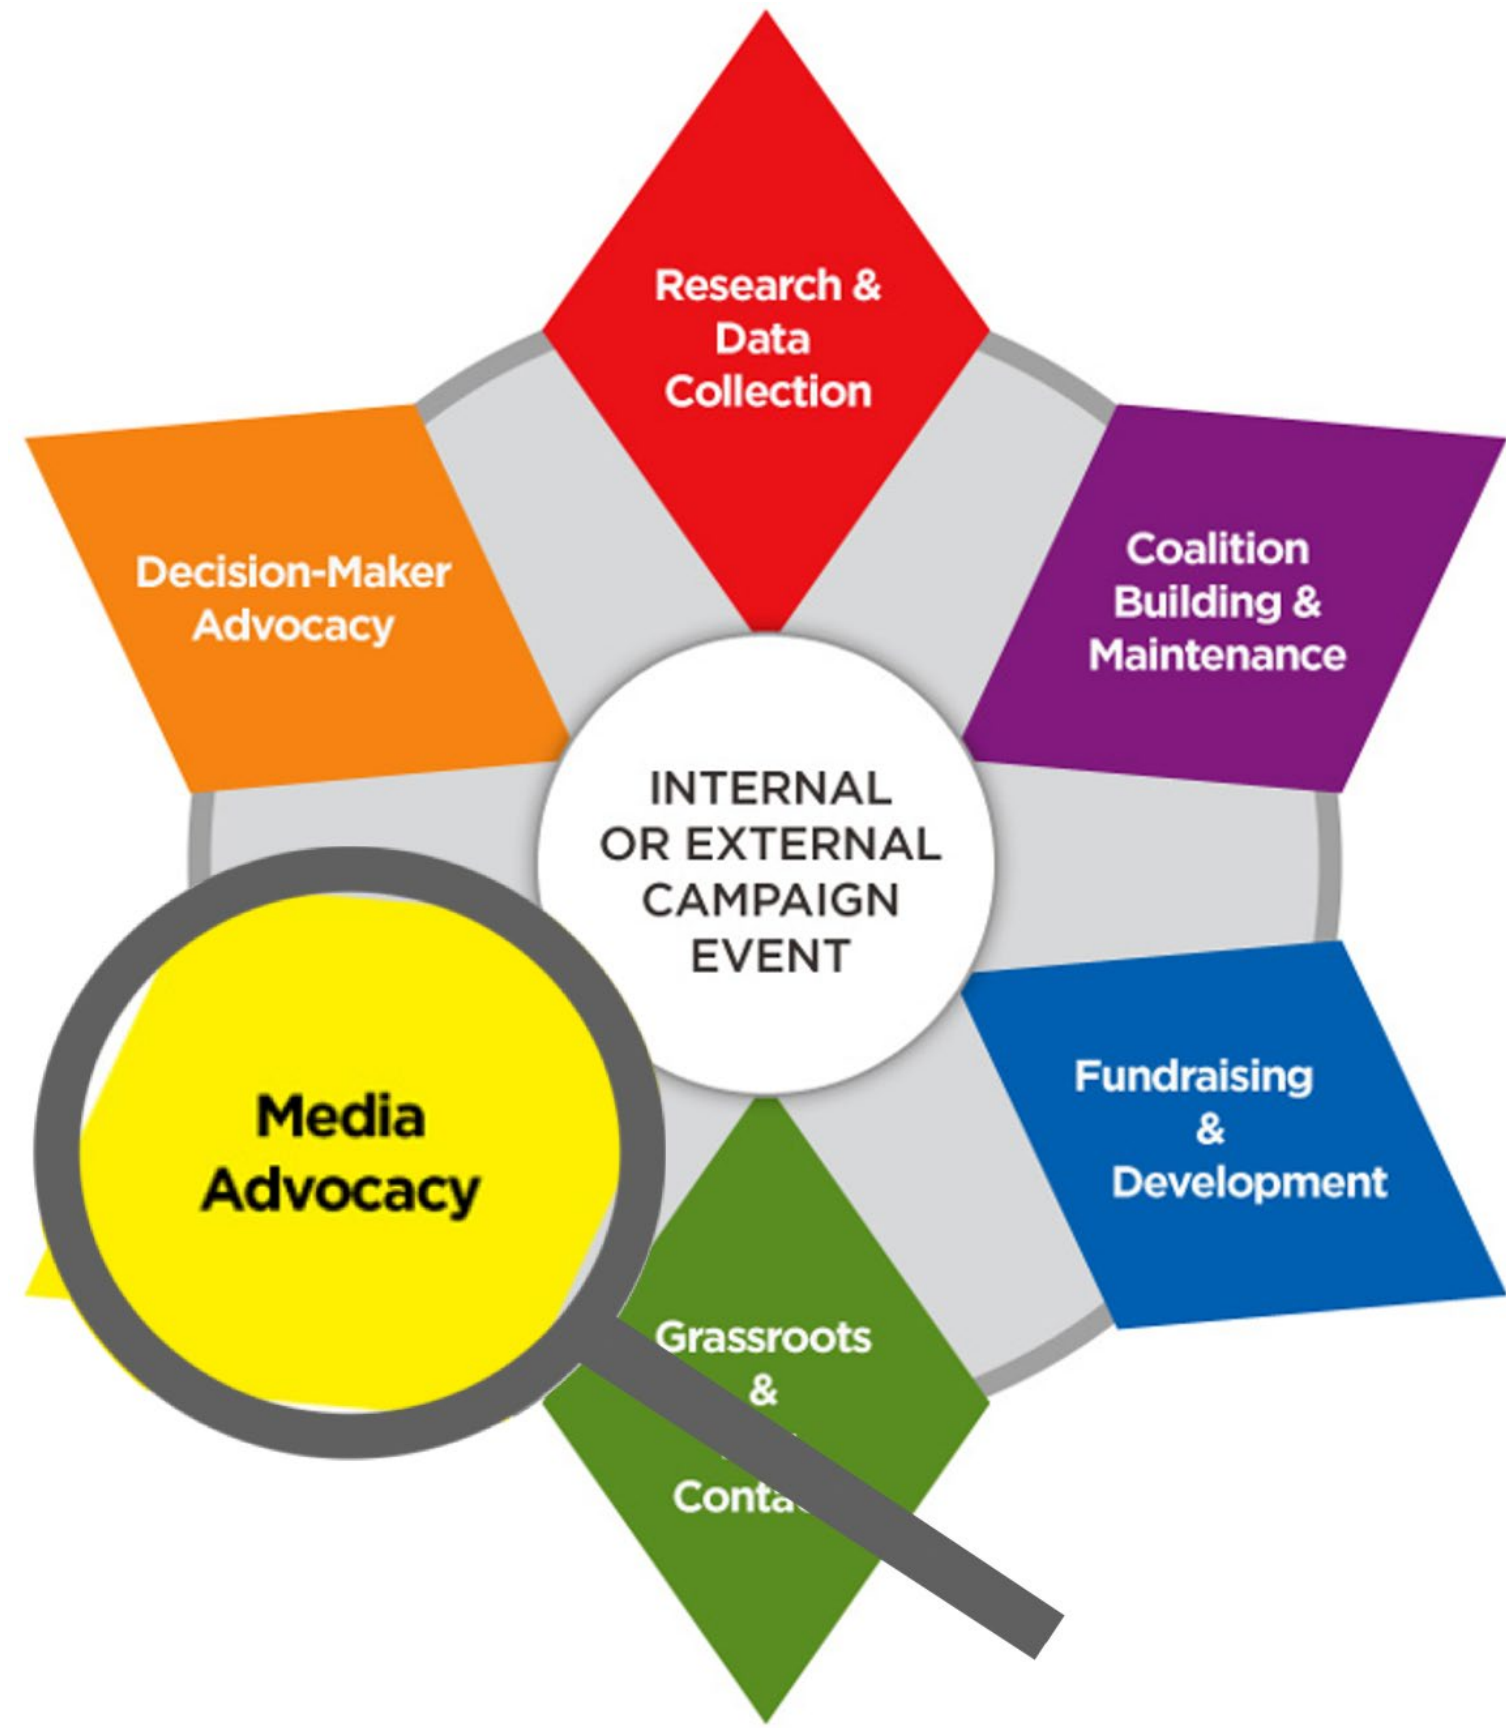 Research &
Data
Collection
Coalition
Building &
Maintenance
Decision-Maker
Advocacy
INTERNAL
OR EXTERNAL
CAMPAIGN
EVENT
Fundraising
&
Development
Media
Advocacy
Grassroots
&